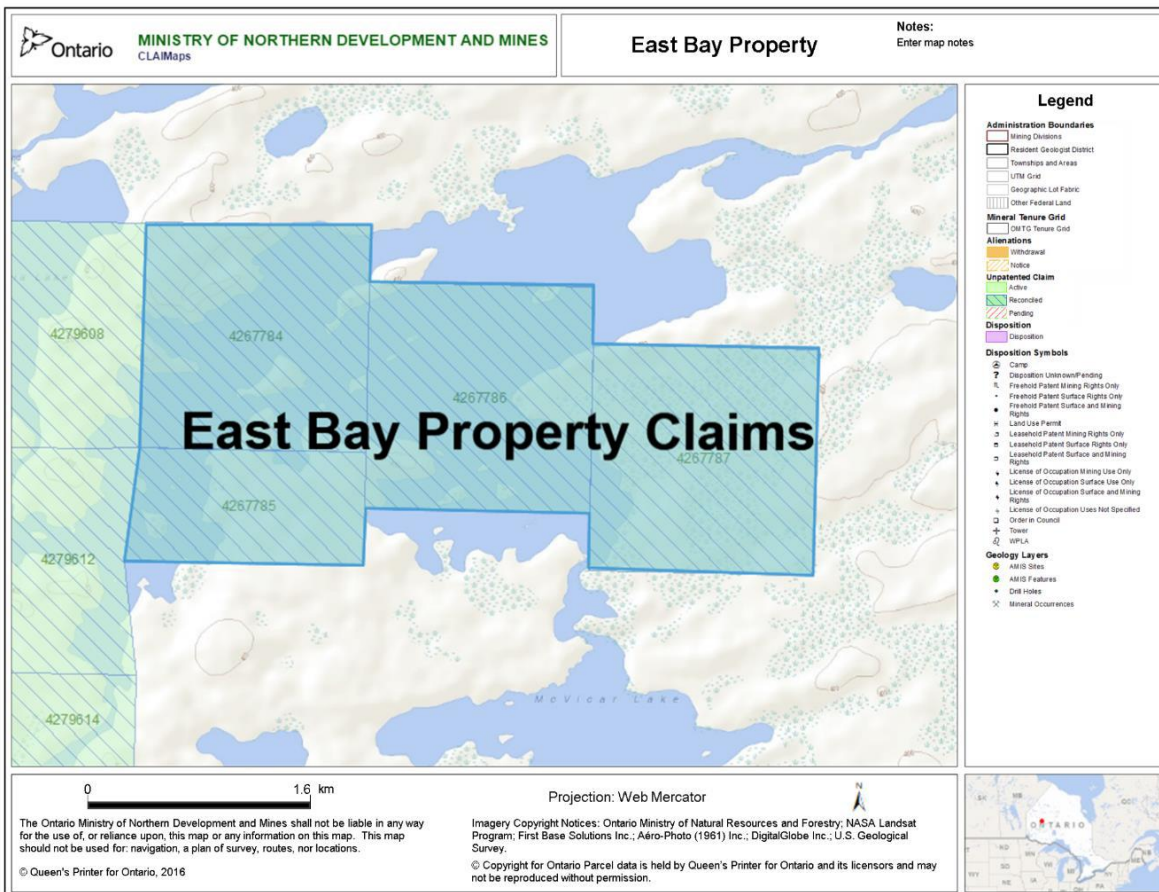 Ontario
MINISTRY OF NORTHERN DEVELOPMENT AND MINES
CLAIMaps
East Bay Property
Notes:
Enter map notes
4279608
4267784
4267786
East Bay Property Claims
4267787
4267785
4279612
4279614
McVicar Lake
Legend
Administration Boundaries
Mining Divisions
Resident Geologist District
Townships and Areas
UTM Grid
Geographic Lot Fabric
Other Federal Land
Mineral Tenure Grid
OMTG Tenure Grid
Alienations
Withdrawal
Notice
Unpatented Claim
Active
Reconciled
Pending
Disposition
Disposition
Disposition Symbols
Camp
? Disposition Unknown/Pending
Freehold Patent Mining Rights Only
Freehold Patent Surface Rights Only
Freehold Patent Surface and Mining
Rights
Land Use Permit
Leasehold Patent Mining Rights Only
Leasehold Patent Surface Rights Only
Leasehold Patent Surface and Mining
Rights
License of Occupation Mining Use Only
License of Occupation Surface Use Only
License of Occupation Surface and Mining
Rights
License of Occupation Uses Not Specified
Order in Council
Tower
WPLA
Geology Layers
AMIS Sites
AMIS Features
Drill Holes
Mineral Occurrences
0 1.6 km
The Ontario Ministry of Northern Development and Mines shall not be liable in any way
for the use of, or reliance upon, this map or any information on this map. This map
should not be used for: navigation, a plan of survey, routes, nor locations.
© Queen's Printer for Ontario, 2016
Projection: Web Mercator
N
Imagery Copyright Notices: Ontario Ministry of Natural Resources and Forestry; NASA Landsat
Program; First Base Solutions Inc.; Aéro-Photo (1961) Inc.; DigitalGlobe Inc.; U.S. Geological
Survey.
© Copyright for Ontario Parcel data is held by Queen's Printer for Ontario and its licensors and may
not be reproduced without permission.
ONTARIO